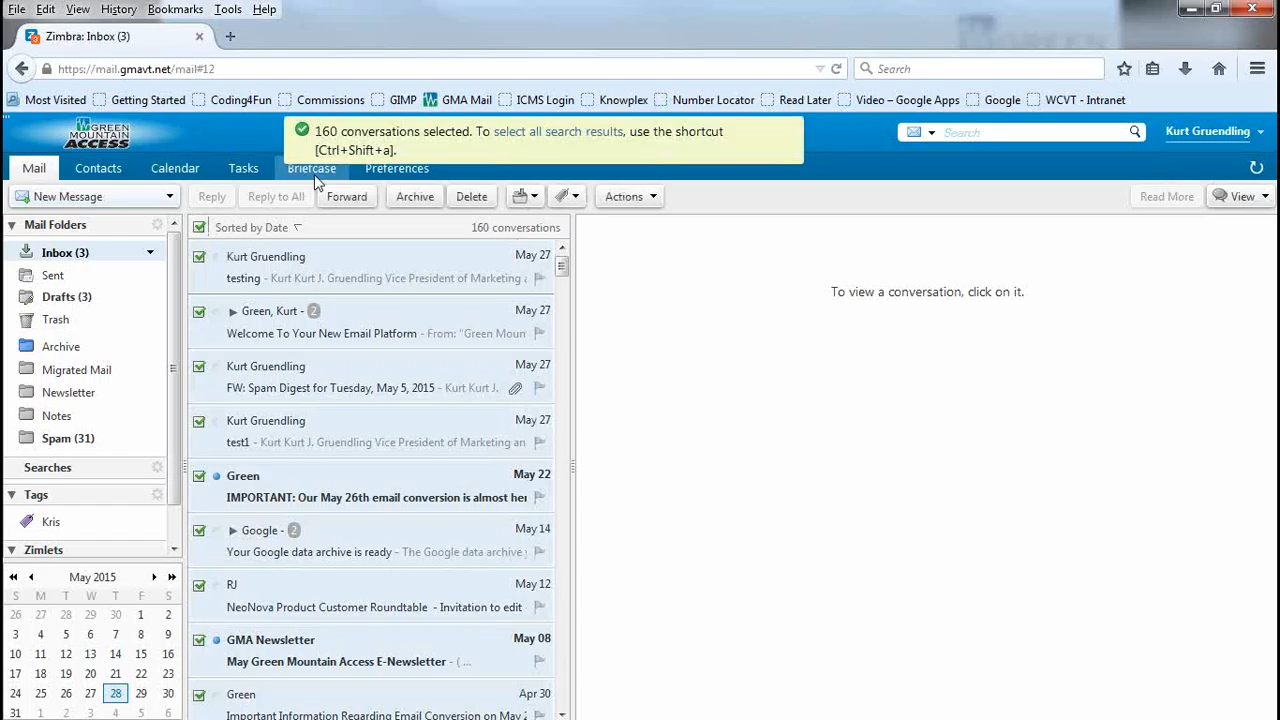 File Edit View History Bookmarks Tools Help
Zimbra: Inbox (3)
https://mail.gmavt.net/mail#12
Search
Most Visited Getting Started Coding4Fun Commissions GIMP GMA Mail ICMS Login Knowplex Number Locator Read Later Video – Google Apps Google WCVT - Intranet
GREEN MOUNTAIN ACCESS
160 conversations selected. To select all search results, use the shortcut
[Ctrl+Shift+a].
Search
Kurt Gruendling
Mail Contacts Calendar Tasks Briefcase Preferences
New Message Reply Reply to All Forward Archive Delete Actions Read More View
Mail Folders
Inbox (3)
Sent
Drafts (3)
Trash
Archive
Migrated Mail
Newsletter
Notes
Spam (31)
Searches
Tags
Kris
Zimlets
May 2015
S M T W T F S
26 27 28 29 30 1 2
3 4 5 6 7 8 9
10 11 12 13 14 15 16
17 18 19 20 21 22 23
24 25 26 27 28 29 30
31 1 2 3 4 5 6
Sorted by Date 160 conversations
Kurt Gruendling May 27
testing - Kurt Kurt J. Gruendling Vice President of Marketing a
Green, Kurt - 2 May 27
Welcome To Your New Email Platform - From: "Green Moun
Kurt Gruendling May 27
FW: Spam Digest for Tuesday, May 5, 2015 - Kurt Kurt J.
Kurt Gruendling May 27
test1 - Kurt Kurt J. Gruendling Vice President of Marketing an
Green May 22
IMPORTANT: Our May 26th email conversion is almost her
Google - 2 May 14
Your Google data archive is ready - The Google data archive
RJ May 12
NeoNova Product Customer Roundtable - Invitation to edit
GMA Newsletter May 08
May Green Mountain Access E-Newsletter - ( ...
Green Apr 30
Important Information Regarding Email Conversion on May 2
To view a conversation, click on it.